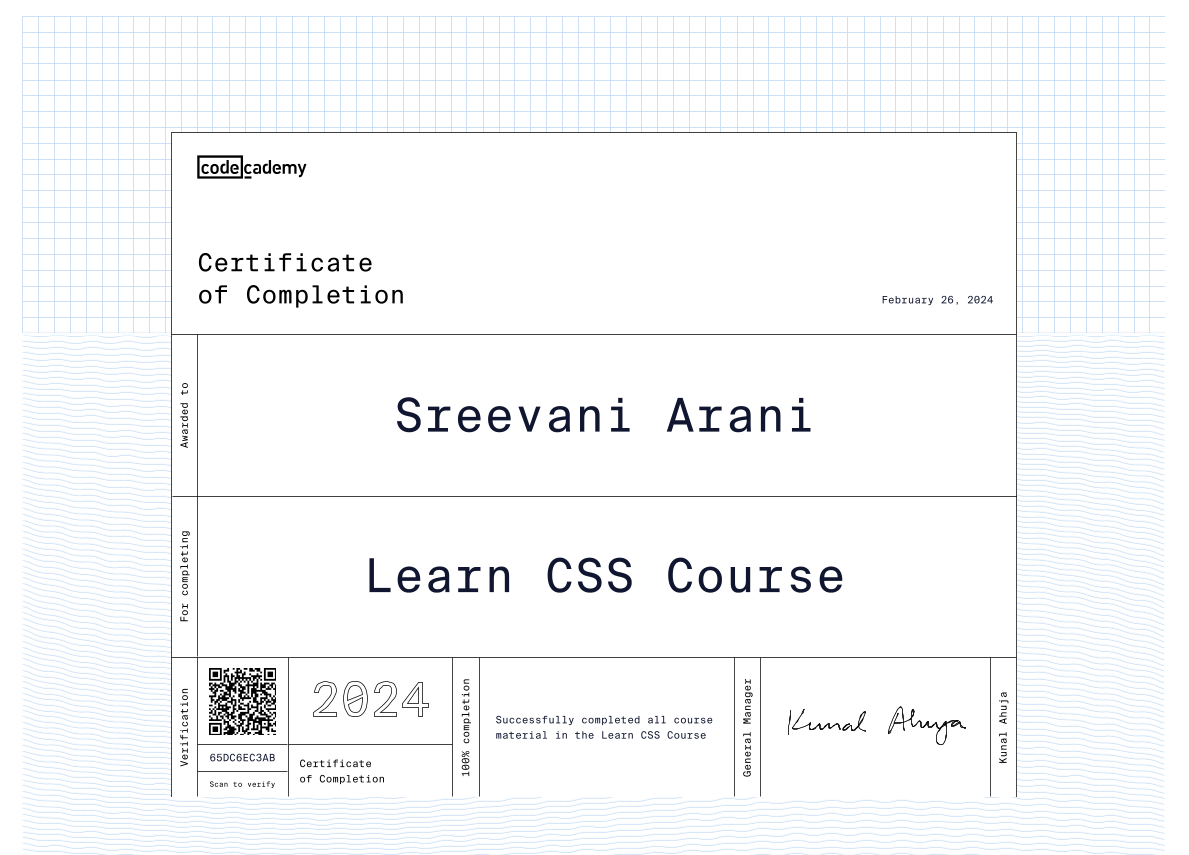 codecademy
Certificate
of Completion
February 26, 2024
Awarded to
Sreevani Arani
For completing
Learn CSS Course
Verification
65DC6EC3AB
Scan to verify
2024
Certificate
of Completion
100% completion
Successfully completed all course
material in the Learn CSS Course
General Manager
Kunal Ahuja
Kunal Ahuja